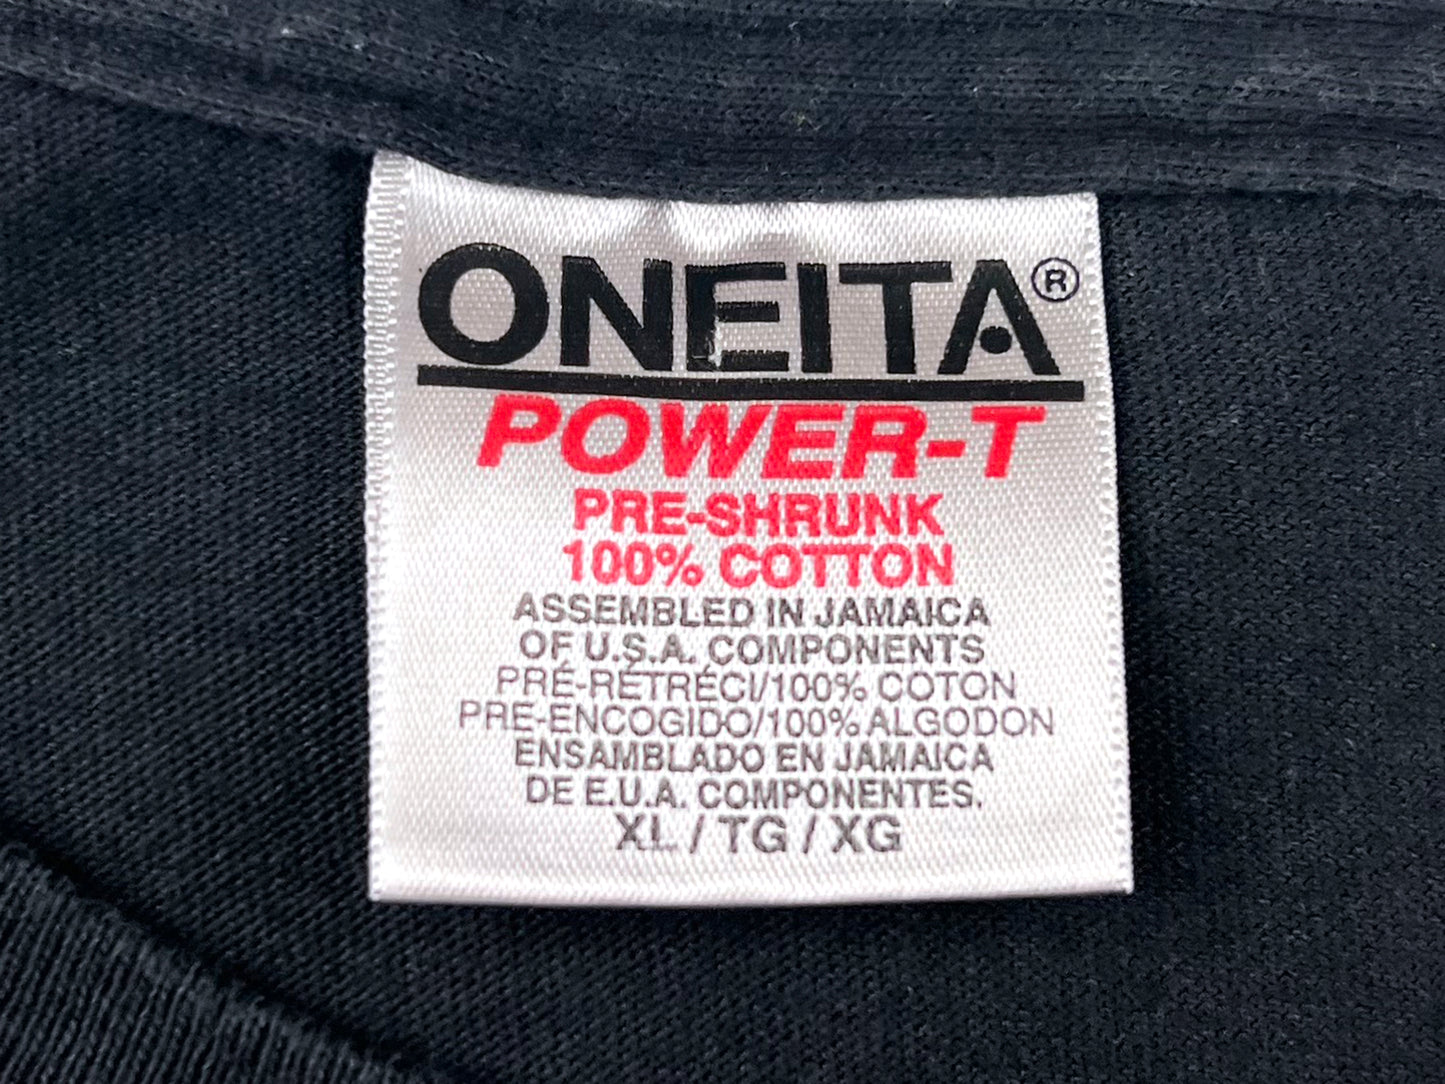 ONEITA®
POWER-T
PRE-SHRUNK
100% COTTON
ASSEMBLED IN JAMAICA
OF U.S.A. COMPONENTS
PRÉ-RÉTRÉCI/100% COTON
PRE-ENCOGIDO/100% ALGODON
ENSAMBLADO EN JAMAICA
DE E.U.A. COMPONENTES.
XL / TG / XG